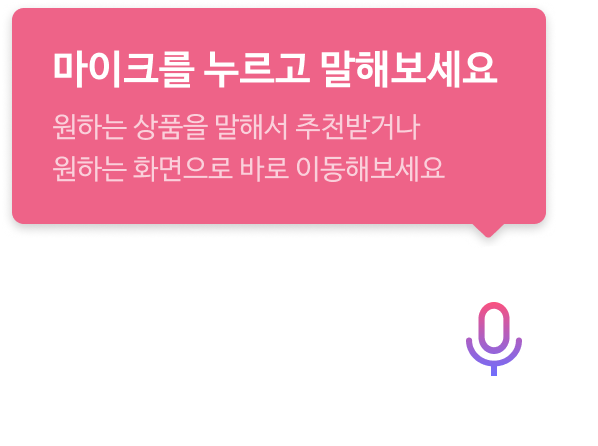 마이크를 누르고 말해보세요
원하는 상품을 말해서 추천받거나
원하는 화면으로 바로 이동해보세요